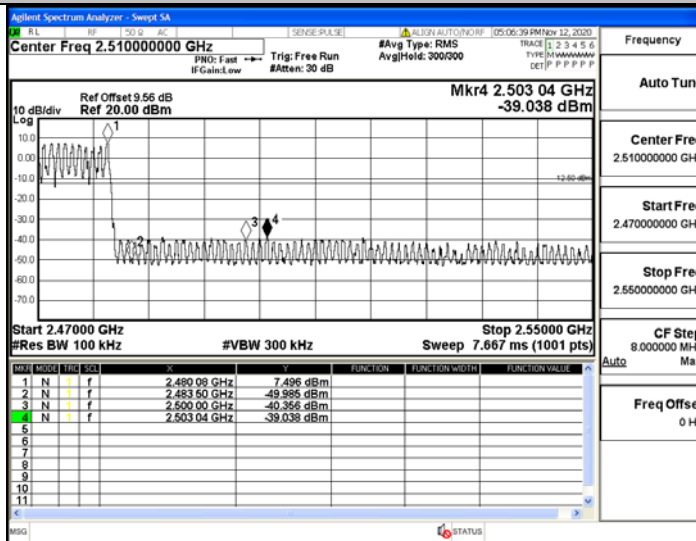 Agilent Spectrum Analyzer - Swept SA
RL RF 50 Ω AC SENSE:PULSE ALIGN AUTO/NO RF 05:06:39 PM Nov 12, 2020
Center Freq 2.510000000 GHz
PNO: Fast
IFGain:Low
Trig: Free Run
#Atten: 30 dB
#Avg Type: RMS
Avg|Hold: 300/300
TRACE 1 2 3 4 5 6
TYPE M W W W W W
DET P P P P P P
Ref Offset 9.56 dB
Ref 20.00 dBm
10 dB/div
Log
Mkr4 2.503 04 GHz
-39.038 dBm
10.0
0.00
-10.0
-20.0
-30.0
-40.0
-50.0
-60.0
-70.0
1
2
3
4
-12.50 dBm
Start 2.47000 GHz Stop 2.55000 GHz
#Res BW 100 kHz #VBW 300 kHz Sweep 7.667 ms (1001 pts)
MKR MODE TRC SCL X Y FUNCTION FUNCTION WIDTH FUNCTION VALUE
1 N 1 f 2.480 08 GHz 7.496 dBm
2 N 1 f 2.483 50 GHz -49.985 dBm
3 N 1 f 2.500 00 GHz -40.356 dBm
4 N 1 f 2.503 04 GHz -39.038 dBm
5
6
7
8
9
10
11
MSG STATUS
Frequency
Auto Tun
Center Fre
2.510000000 GH
Start Fre
2.470000000 GH
Stop Fre
2.550000000 GH
CF Step
8.000000 MH
Auto Ma
Freq Offse
0 H